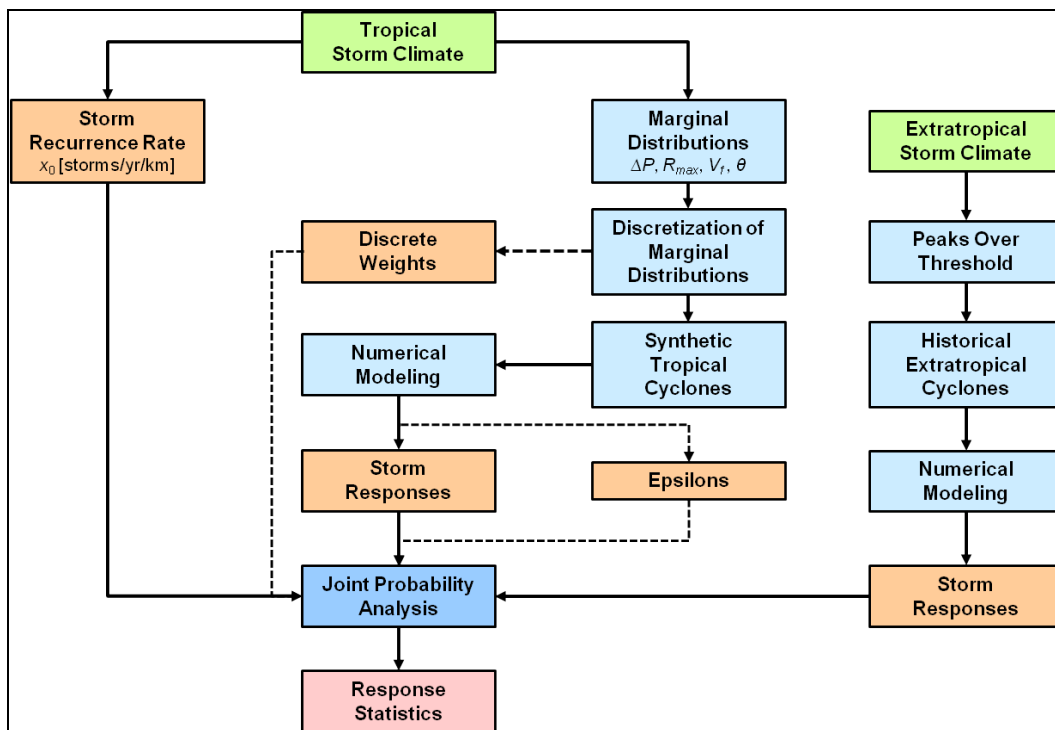 Tropical
Storm Climate
Storm
Recurrence Rate
x₀ [storms/yr/km]
Marginal
Distributions
ΔP, Rmax, Vf, θ
Extratropical
Storm Climate
Discrete
Weights
Discretization of
Marginal
Distributions
Peaks Over
Threshold
Numerical
Modeling
Synthetic
Tropical
Cyclones
Historical
Extratropical
Cyclones
Storm
Responses
Epsilons
Numerical
Modeling
Joint Probability
Analysis
Storm
Responses
Response
Statistics